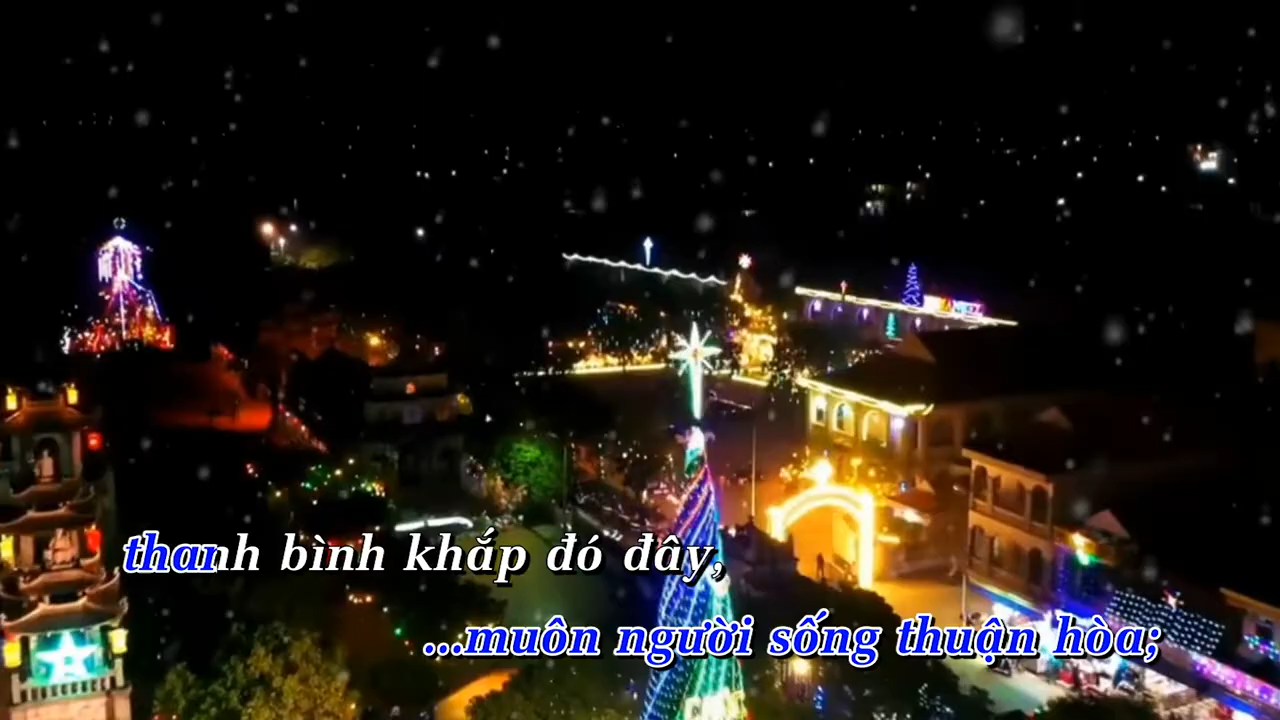 thanh bình khắp đó đây,
...muôn người sống thuận hòa;